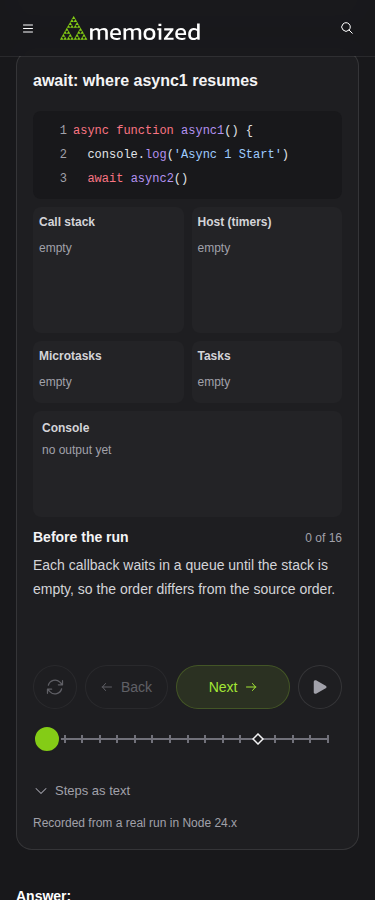 memoized
await: where async1 resumes
1 async function async1() {
2 console.log('Async 1 Start')
3 await async2()
Call stack
empty
Host (timers)
empty
Microtasks
empty
Tasks
empty
Console
no output yet
Before the run 0 of 16
Each callback waits in a queue until the stack is
empty, so the order differs from the source order.
Back
Next
Steps as text
Recorded from a real run in Node 24.x
Answer: